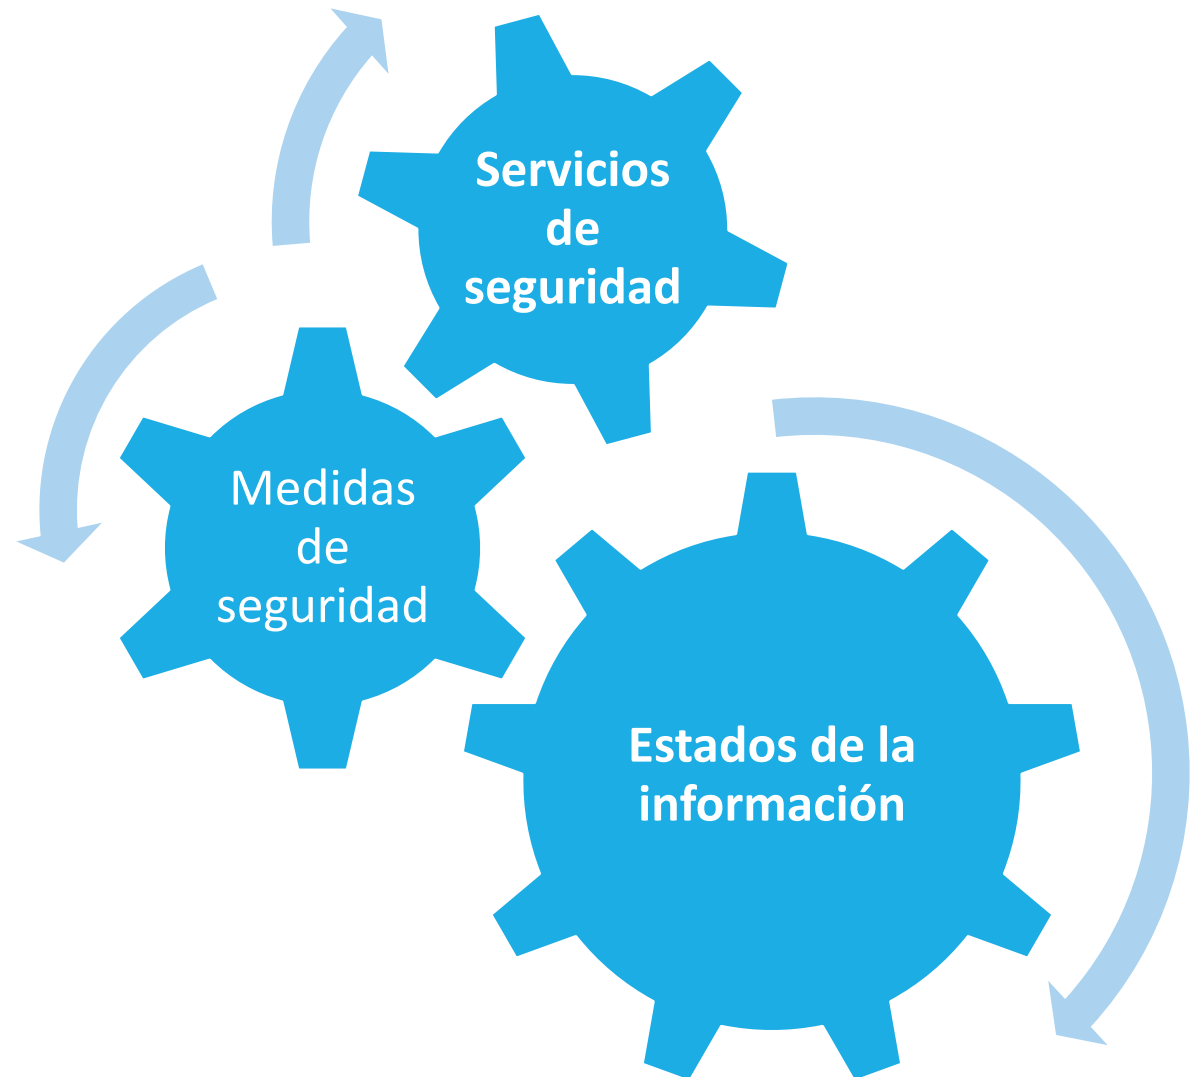 Servicios
de
seguridad
Medidas
de
seguridad
Estados de la
información